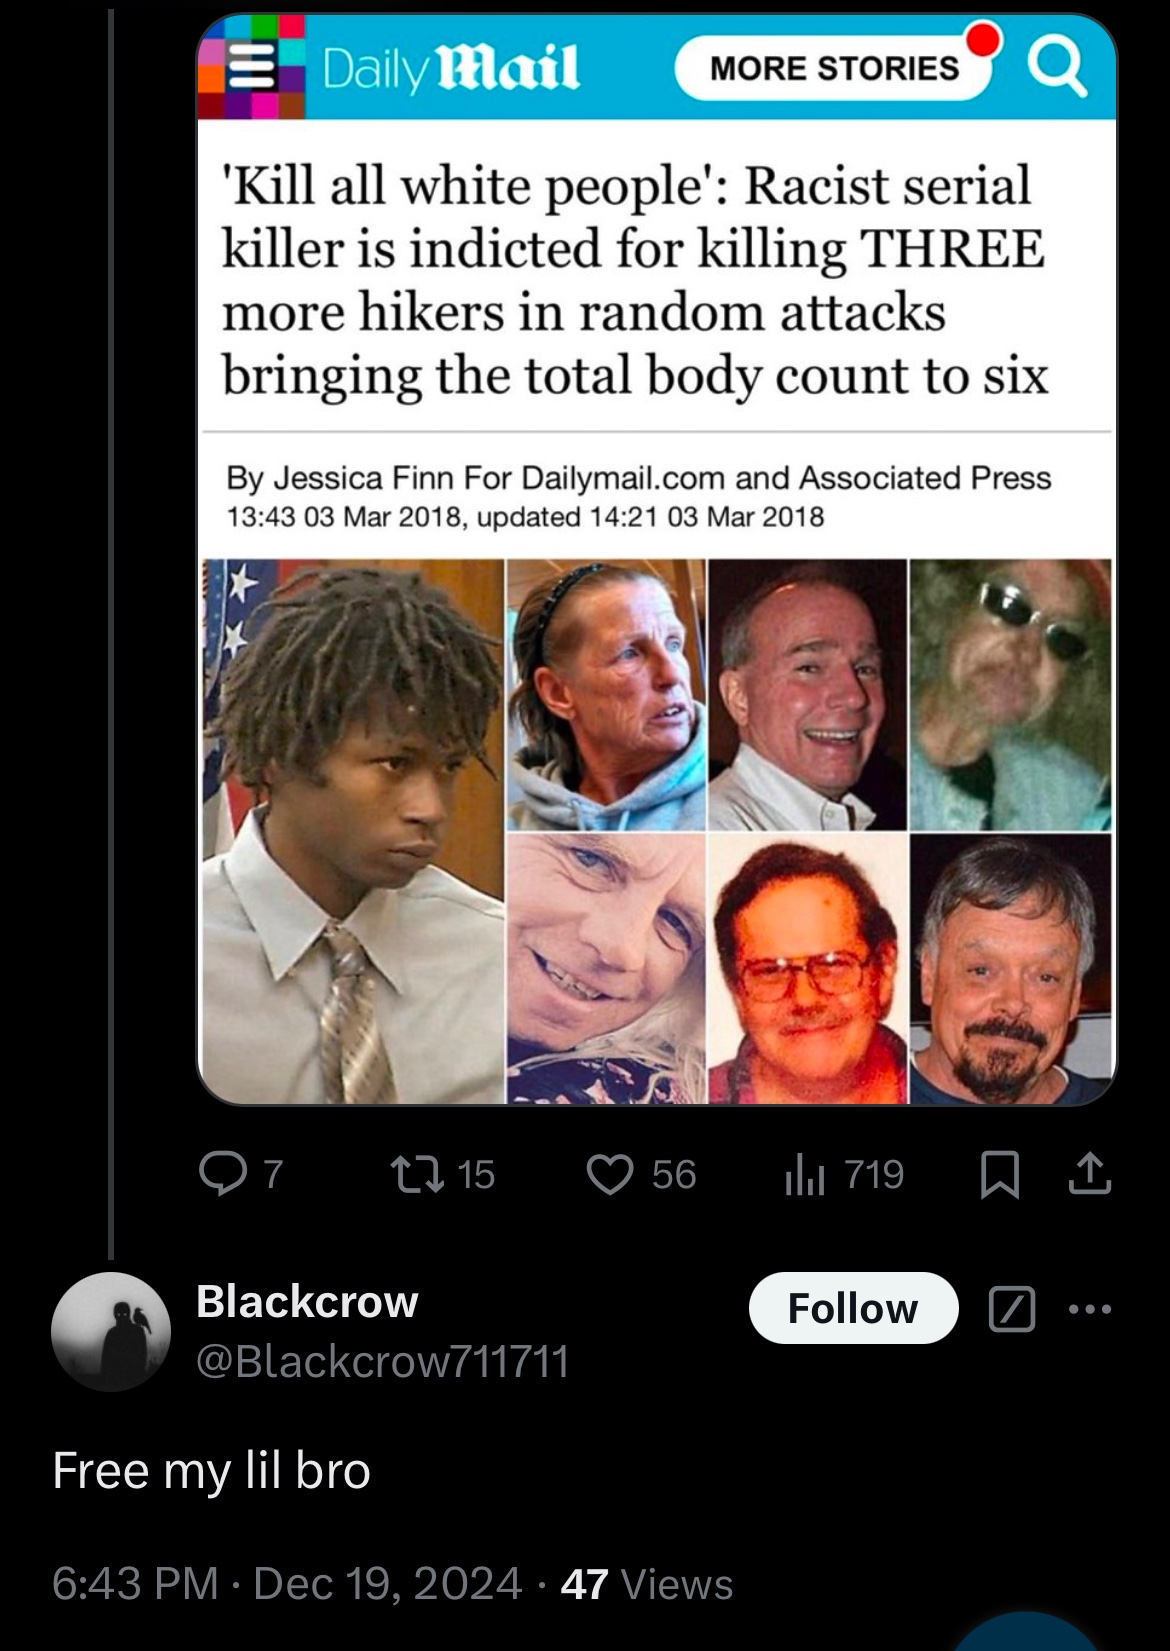 Daily Mail
MORE STORIES
'Kill all white people': Racist serial
killer is indicted for killing THREE
more hikers in random attacks
bringing the total body count to six
By Jessica Finn For Dailymail.com and Associated Press
13:43 03 Mar 2018, updated 14:21 03 Mar 2018
7 15 56 719
Blackcrow
Follow
@Blackcrow711711
Free my lil bro
6:43 PM · Dec 19, 2024 · 47 Views